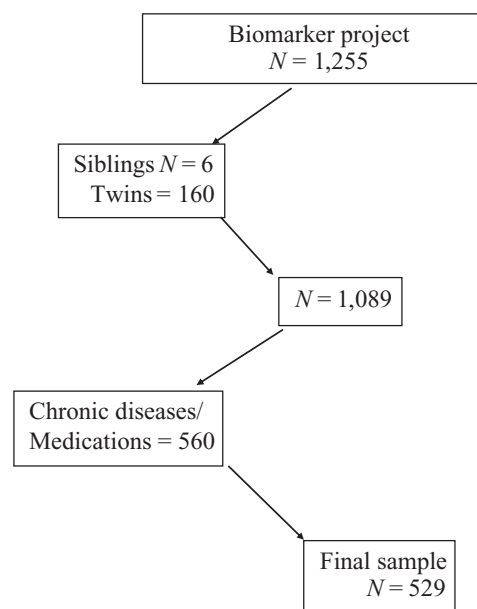 Biomarker project
N = 1,255
Siblings N = 6
Twins = 160
N = 1,089
Chronic diseases/
Medications = 560
Final sample
N = 529